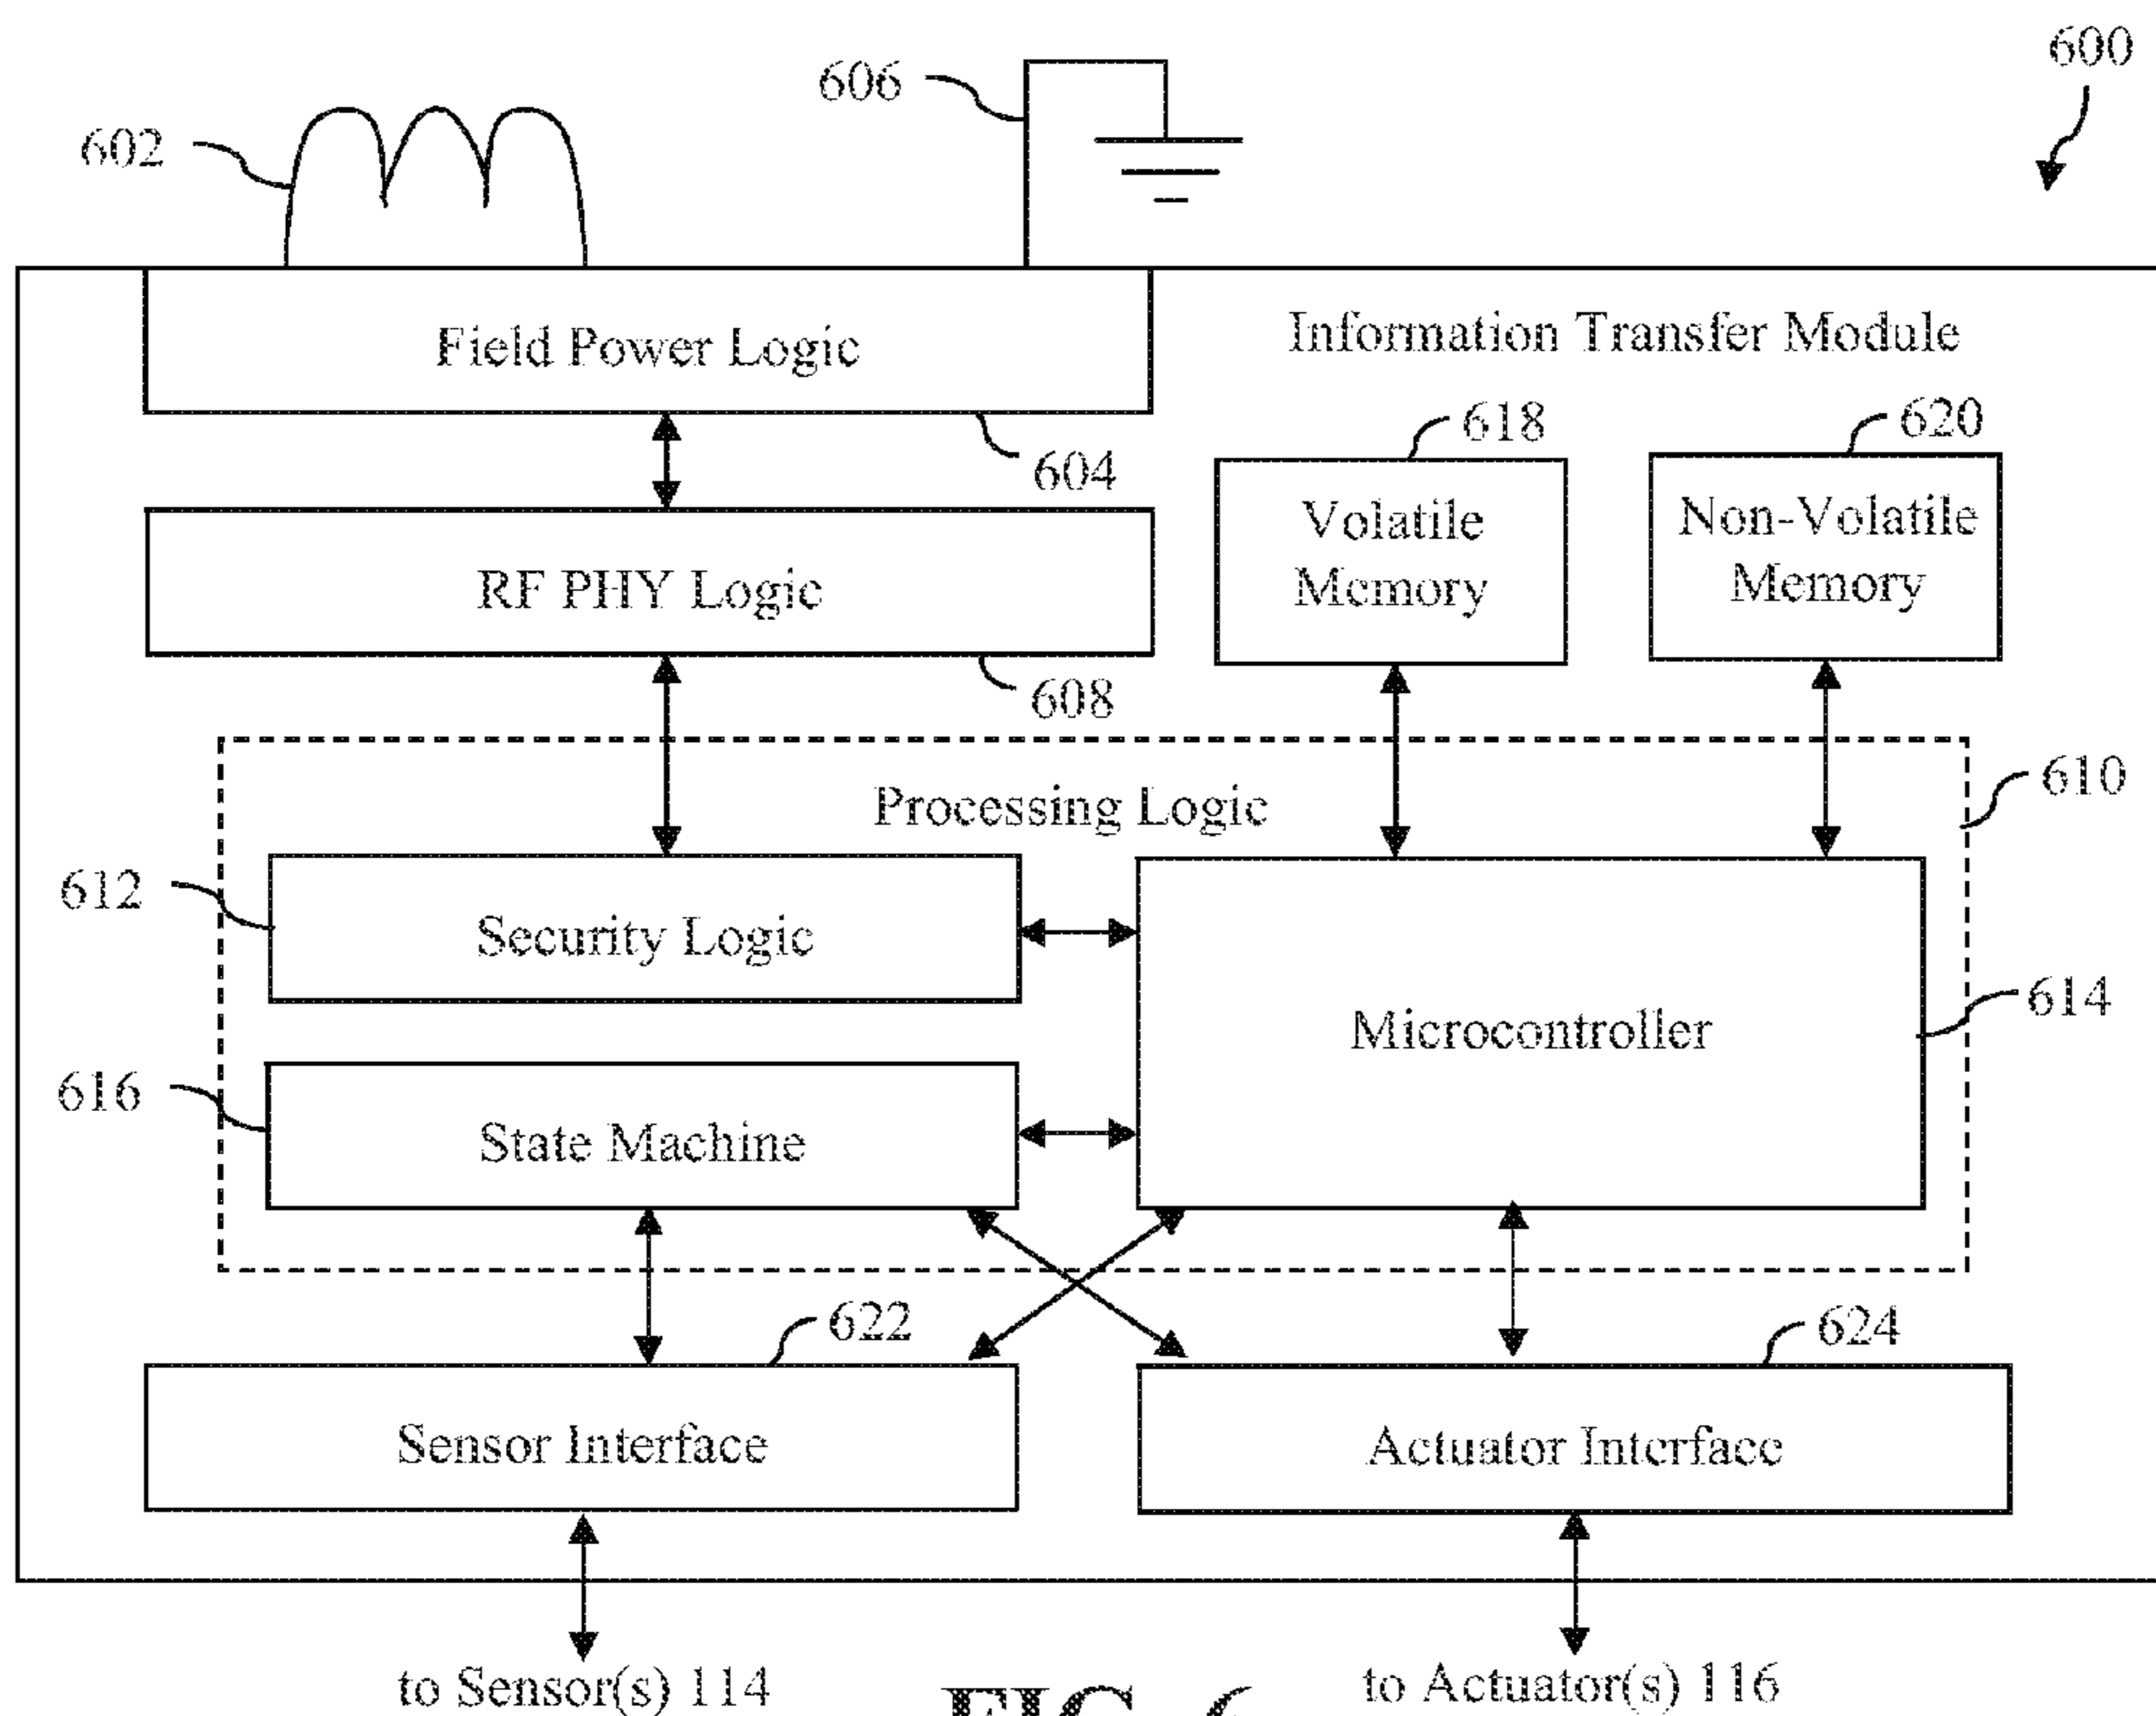 600
606
602
Field Power Logic
Information Transfer Module
604
618
620
Volatile
Memory
Non-Volatile
Memory
RF PHY Logic
608
Processing Logic
610
612
Security Logic
Microcontroller
614
616
State Machine
622
624
Sensor Interface
Actuator Interface
to Sensor(s) 114
to Actuator(s) 116
FIG. 6